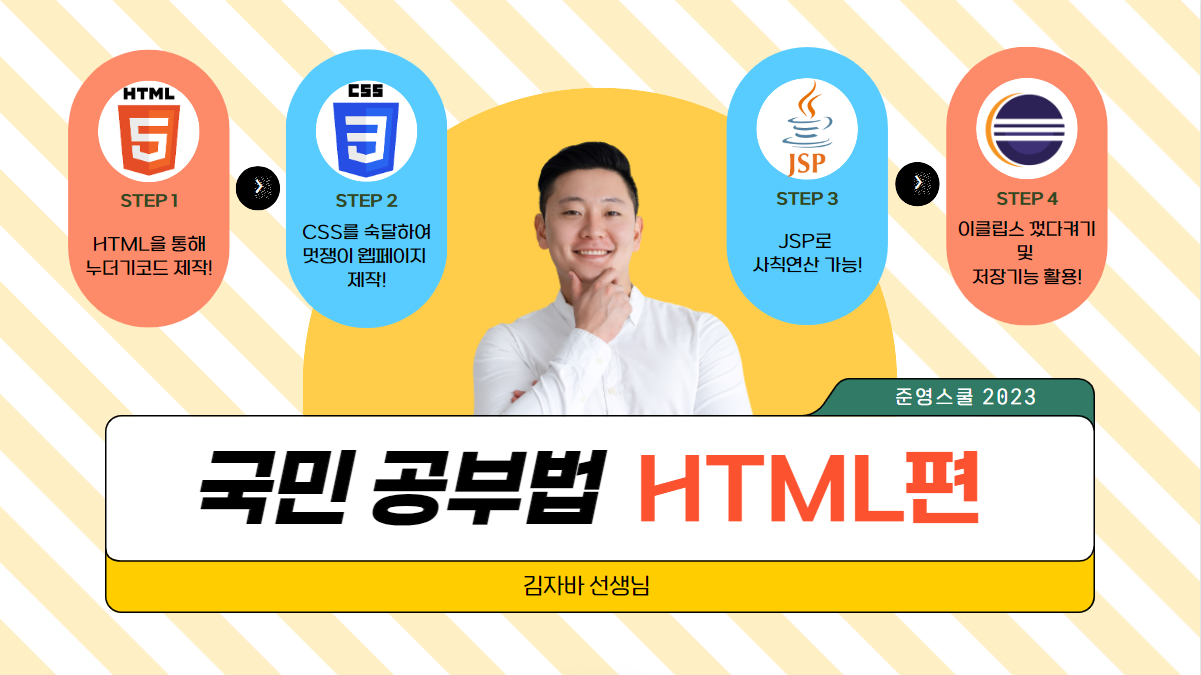 HTML
STEP 1
HTML을 통해
누더기코드 제작!
CSS
STEP 2
CSS를 숙달하여
멋쟁이 웹페이지
제작!
JSP
STEP 3
JSP로
사칙연산 가능!
STEP 4
이클립스 껐다켜기
및
저장기능 활용!
준영스쿨 2023
국민 공부법 HTML편
김자바 선생님